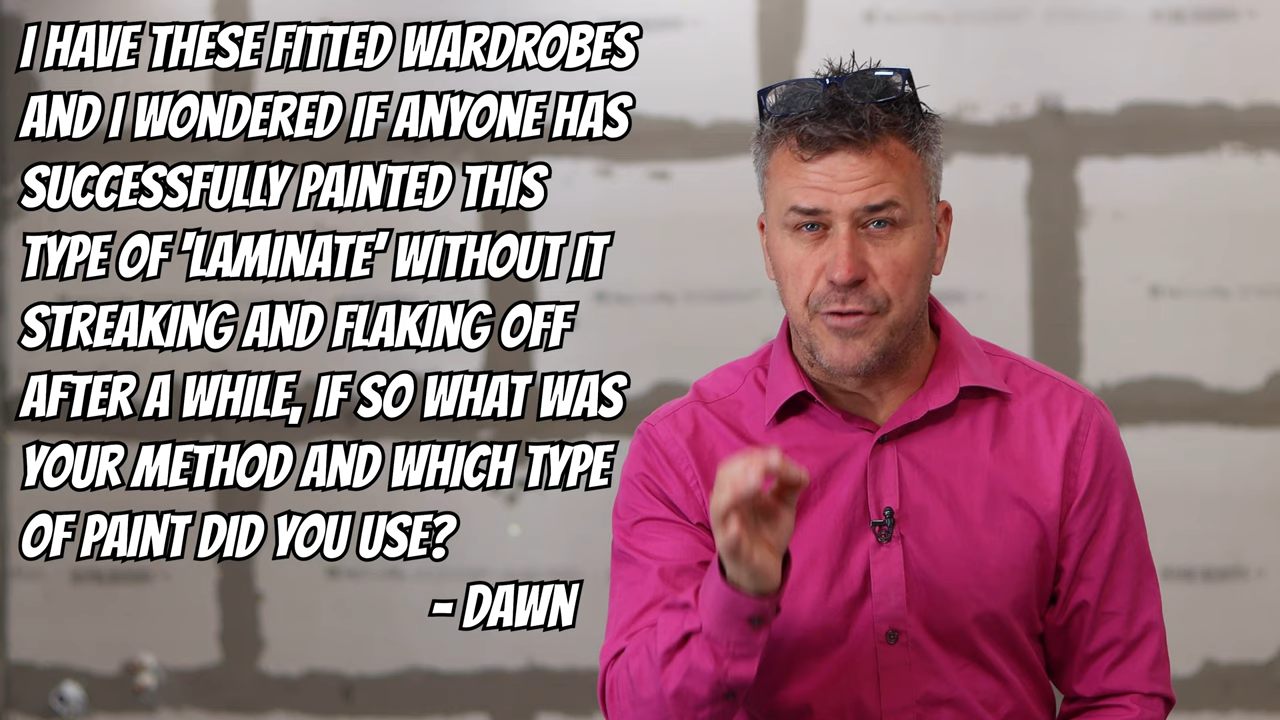 I HAVE THESE FITTED WARDROBES
AND I WONDERED IF ANYONE HAS
SUCCESSFULLY PAINTED THIS
TYPE OF 'LAMINATE' WITHOUT IT
STREAKING AND FLAKING OFF
AFTER A WHILE, IF SO WHAT WAS
YOUR METHOD AND WHICH TYPE
OF PAINT DID YOU USE?
- DAWN